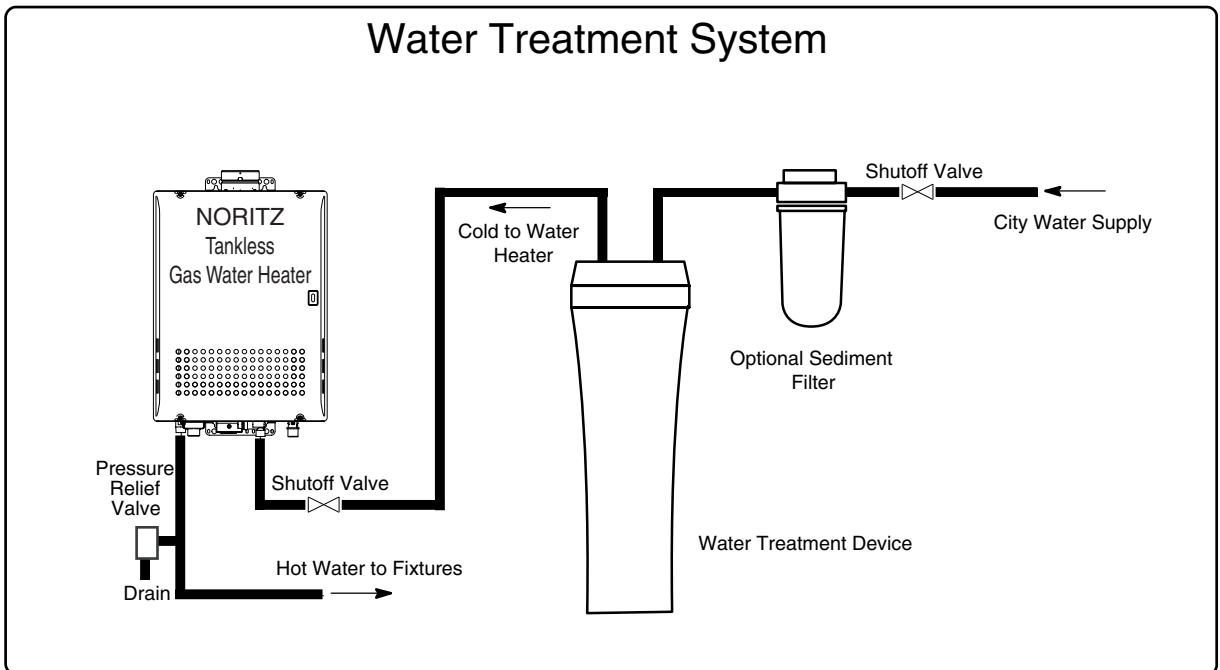 Water Treatment System
NORITZ
Tankless
Gas Water Heater
Shutoff Valve
City Water Supply
Cold to Water
Heater
Optional Sediment
Filter
Pressure
Relief
Valve
Shutoff Valve
Water Treatment Device
Hot Water to Fixtures
Drain